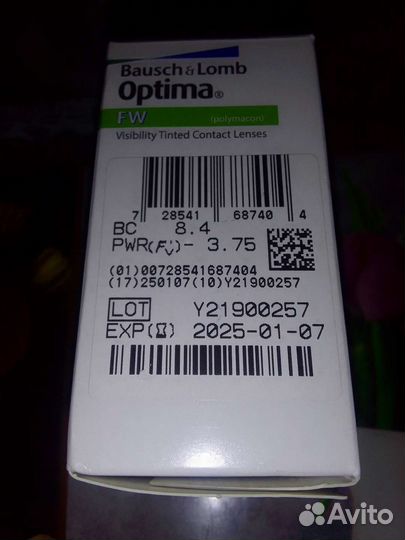 Bausch & Lomb
Optima®
FW (polymacon)
Visibility Tinted Contact Lenses
7 28541 68740 4
BC 8.4
PWR(F'v) - 3.75
(01)00728541687404
(17)250107(10)Y21900257
LOT Y21900257
EXP(⌛) 2025-01-07
Avito